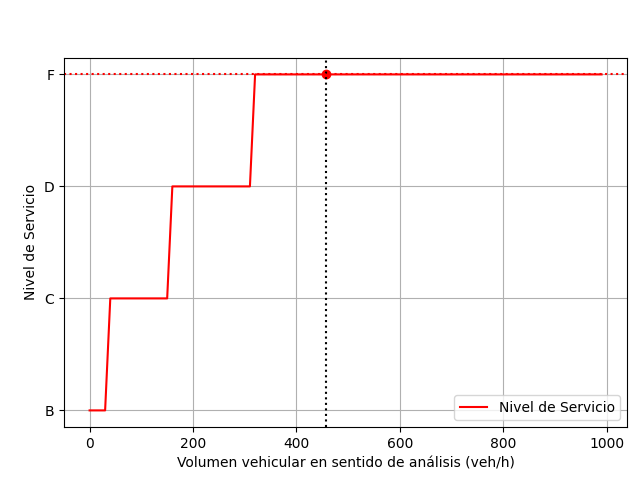 F
D
C
B
Nivel de Servicio
Nivel de Servicio
0 200 400 600 800 1000
Volumen vehicular en sentido de análisis (veh/h)